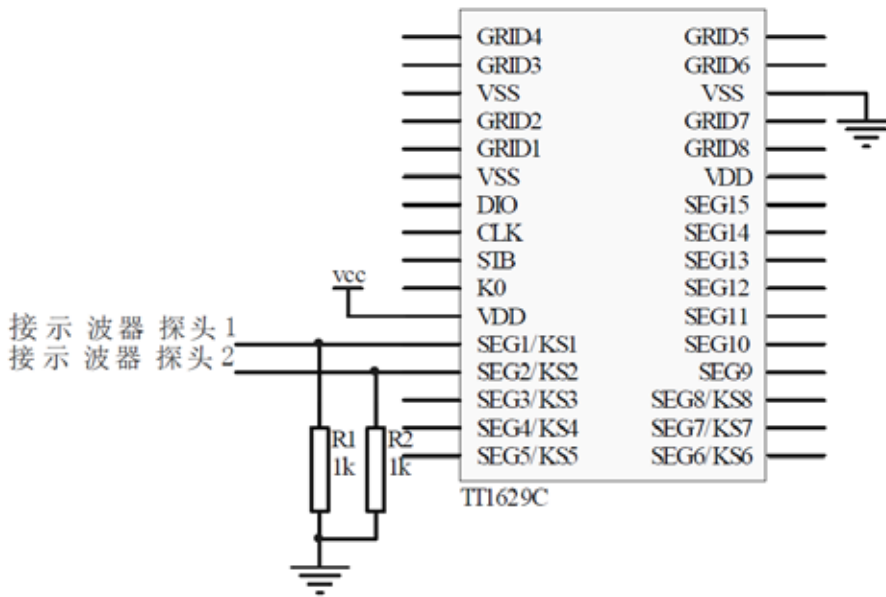 GRID4 GRID5
GRID3 GRID6
VSS VSS
GRID2 GRID7
GRID1 GRID8
VSS VDD
DIO SEG15
CLK SEG14
STB SEG13
vcc
K0 SEG12
VDD SEG11
接示 波器 探头1
SEG1/KS1 SEG10
接示 波器 探头2
SEG2/KS2 SEG9
SEG3/KS3 SEG8/KS8
SEG4/KS4 SEG7/KS7
R1 R2
1k 1k
SEG5/KS5 SEG6/KS6
TT1629C